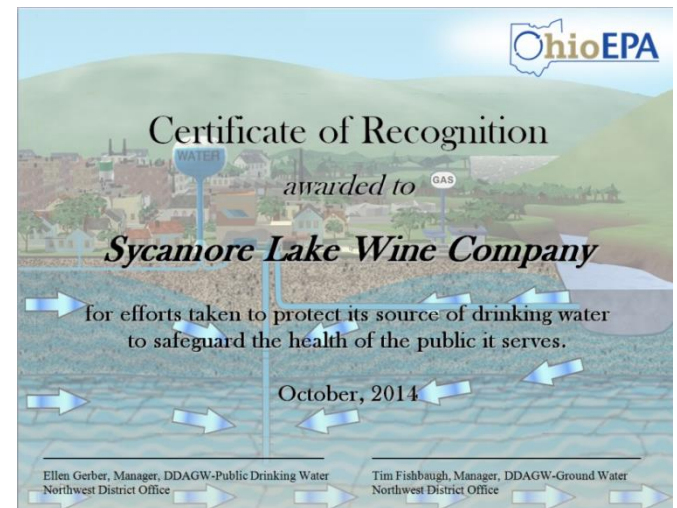 OhioEPA
Certificate of Recognition
WATER
awarded to
GAS
Sycamore Lake Wine Company
for efforts taken to protect its source of drinking water
to safeguard the health of the public it serves.
October, 2014
Ellen Gerber, Manager, DDAGW-Public Drinking Water
Northwest District Office
Tim Fishbaugh, Manager, DDAGW-Ground Water
Northwest District Office